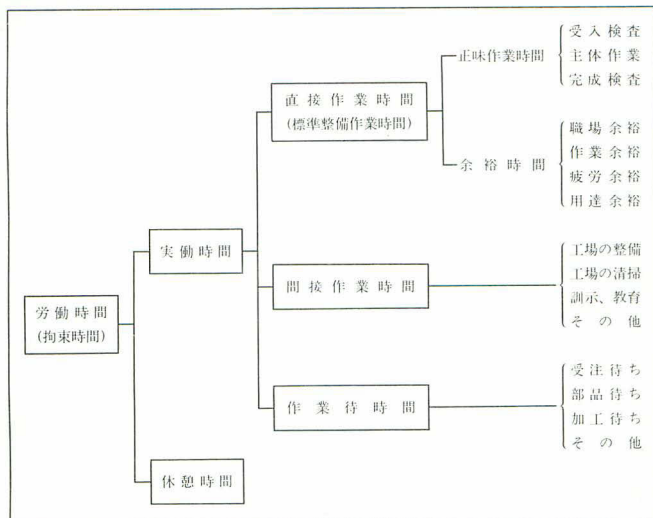 労働時間
(拘束時間)
実働時間
休憩時間
直接作業時間
(標準整備作業時間)
間接作業時間
作業待時間
正味作業時間
受入検査
主体作業
完成検査
余裕時間
職場余裕
作業余裕
疲労余裕
用達余裕
工場の整備
工場の清掃
訓示、教育
その他
受注待ち
部品待ち
加工待ち
その他